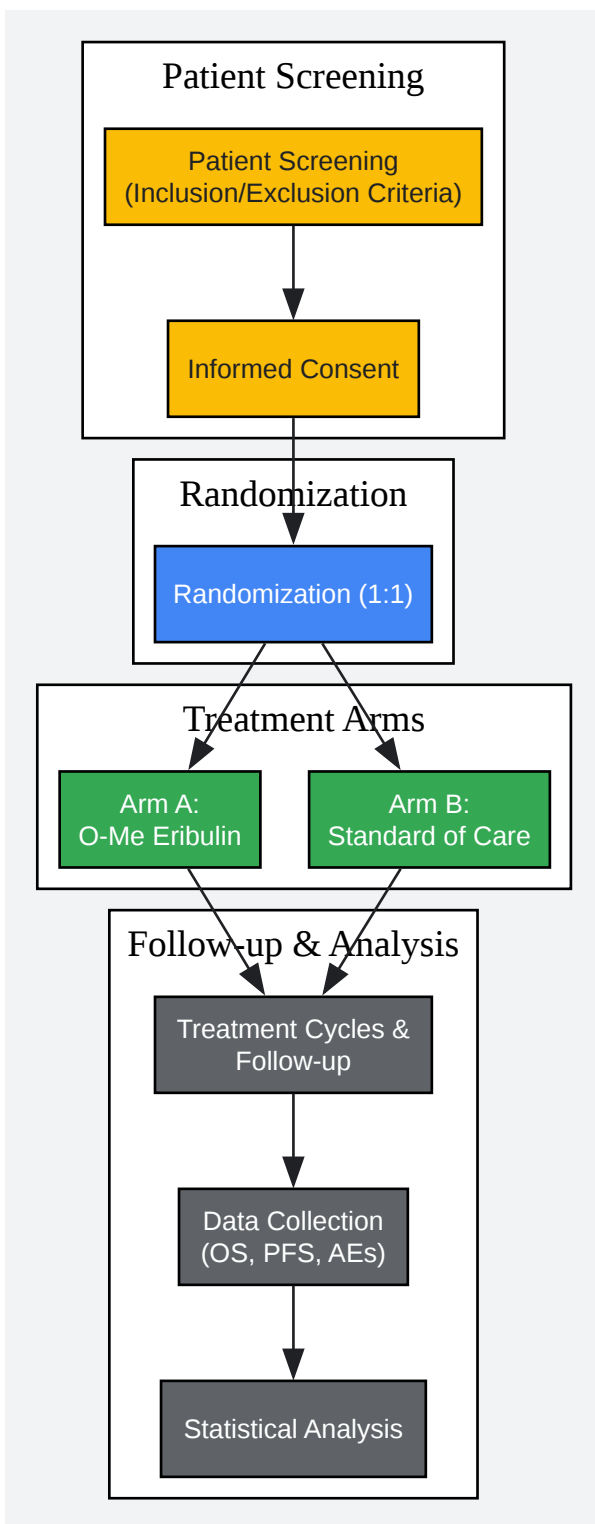 Patient Screening
Patient Screening
(Inclusion/Exclusion Criteria)
Informed Consent
Randomization
Randomization (1:1)
Treatment Arms
Arm A:
O-Me Eribulin
Arm B:
Standard of Care
Follow-up & Analysis
Treatment Cycles &
Follow-up
Data Collection
(OS, PFS, AEs)
Statistical Analysis